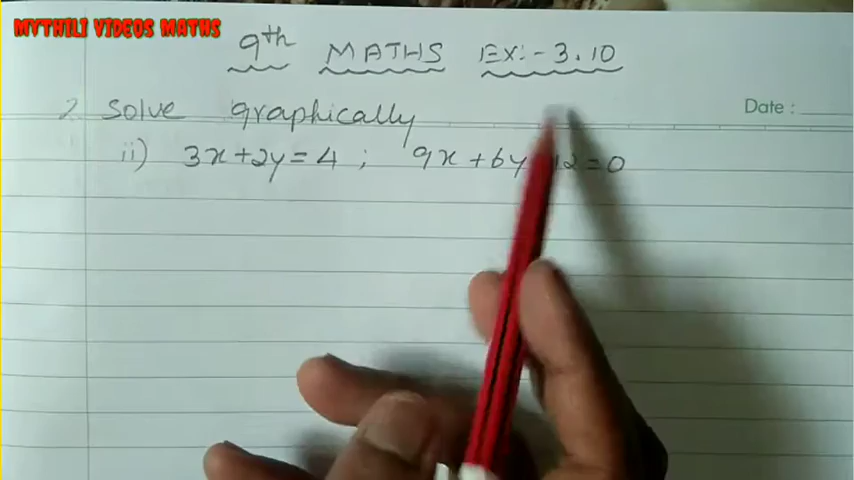 MYTHILI VIDEOS MATHS
9th MATHS EX:- 3.10
Date :
2 Solve graphically
ii) 3x+2y=4 ; 9x+6y 12=0